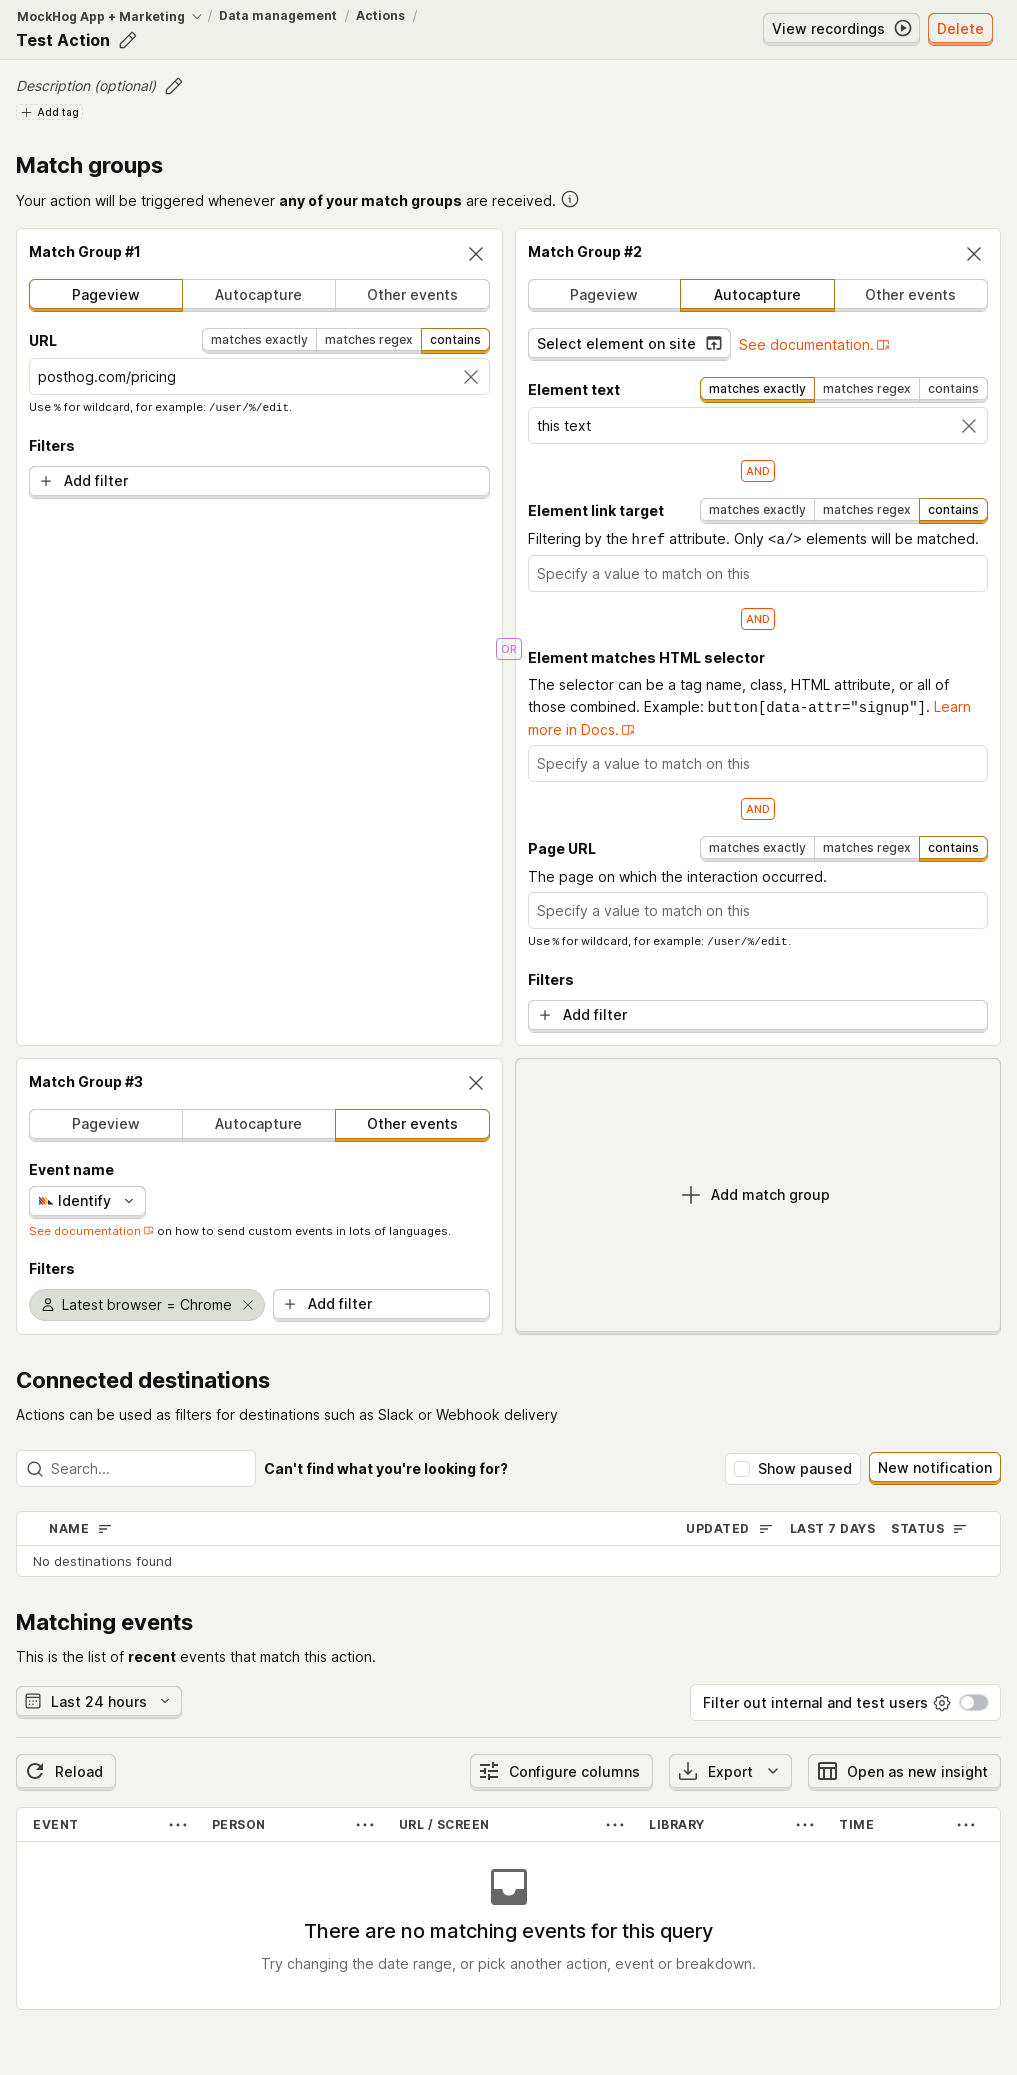 MockHog App + Marketing / Data management / Actions /
Test Action
View recordings
Delete
Description (optional)
Add tag
Match groups
Your action will be triggered whenever any of your match groups are received.
Match Group #1
Pageview
Autocapture
Other events
URL
matches exactly
matches regex
contains
posthog.com/pricing
Use % for wildcard, for example: /user/%/edit.
Filters
Add filter
OR
Match Group #2
Pageview
Autocapture
Other events
Select element on site
See documentation.
Element text
matches exactly
matches regex
contains
this text
AND
Element link target
matches exactly
matches regex
contains
Filtering by the href attribute. Only <a/> elements will be matched.
Specify a value to match on this
AND
Element matches HTML selector
The selector can be a tag name, class, HTML attribute, or all of
those combined. Example: button[data-attr="signup"]. Learn
more in Docs.
Specify a value to match on this
AND
Page URL
matches exactly
matches regex
contains
The page on which the interaction occurred.
Specify a value to match on this
Use % for wildcard, for example: /user/%/edit.
Filters
Add filter
Match Group #3
Pageview
Autocapture
Other events
Event name
Identify
See documentation on how to send custom events in lots of languages.
Filters
Latest browser = Chrome
Add filter
Add match group
Connected destinations
Actions can be used as filters for destinations such as Slack or Webhook delivery
Search...
Can't find what you're looking for?
Show paused
New notification
NAME
UPDATED
LAST 7 DAYS
STATUS
No destinations found
Matching events
This is the list of recent events that match this action.
Last 24 hours
Filter out internal and test users
Reload
Configure columns
Export
Open as new insight
EVENT
PERSON
URL / SCREEN
LIBRARY
TIME
There are no matching events for this query
Try changing the date range, or pick another action, event or breakdown.